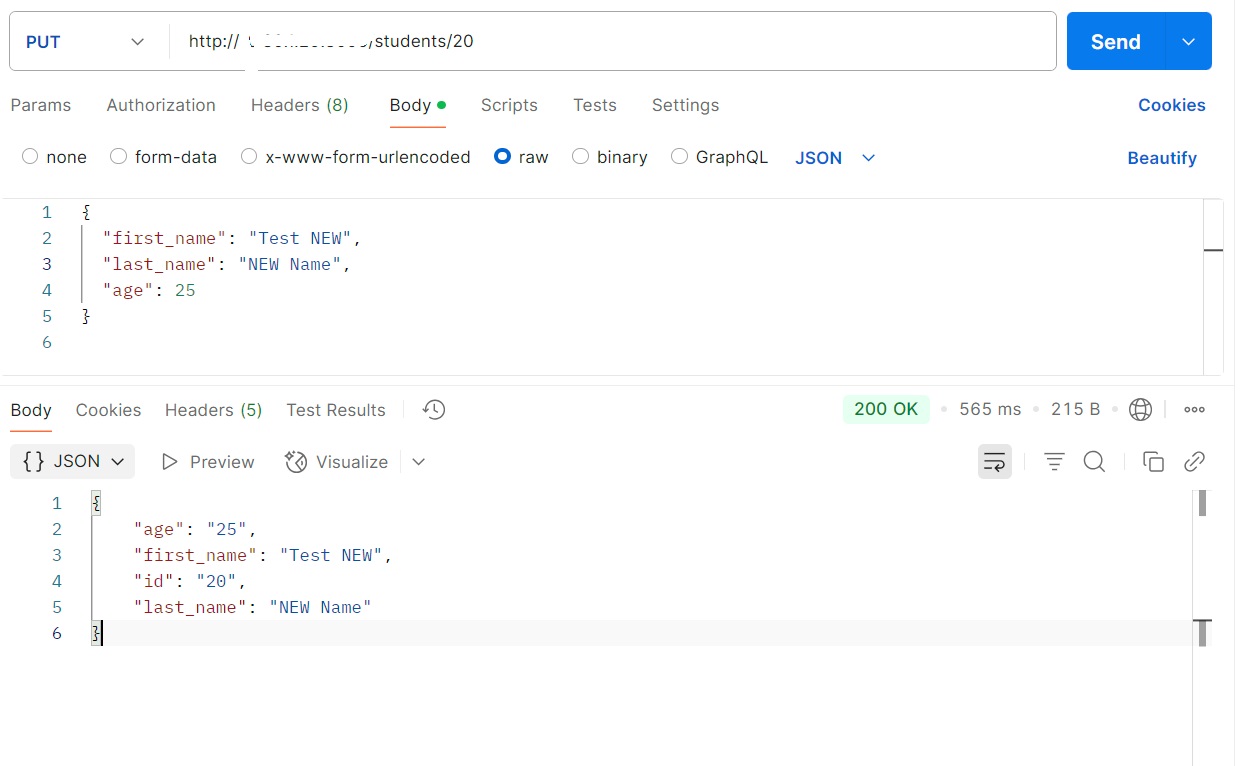 PUT http:// /students/20 Send
Params Authorization Headers (8) Body Scripts Tests Settings Cookies
none form-data x-www-form-urlencoded raw binary GraphQL JSON Beautify
1 {
2 "first_name": "Test NEW",
3 "last_name": "NEW Name",
4 "age": 25
5 }
6
Body Cookies Headers (5) Test Results 200 OK 565 ms 215 B
{} JSON Preview Visualize
1 {
2 "age": "25",
3 "first_name": "Test NEW",
4 "id": "20",
5 "last_name": "NEW Name"
6 }